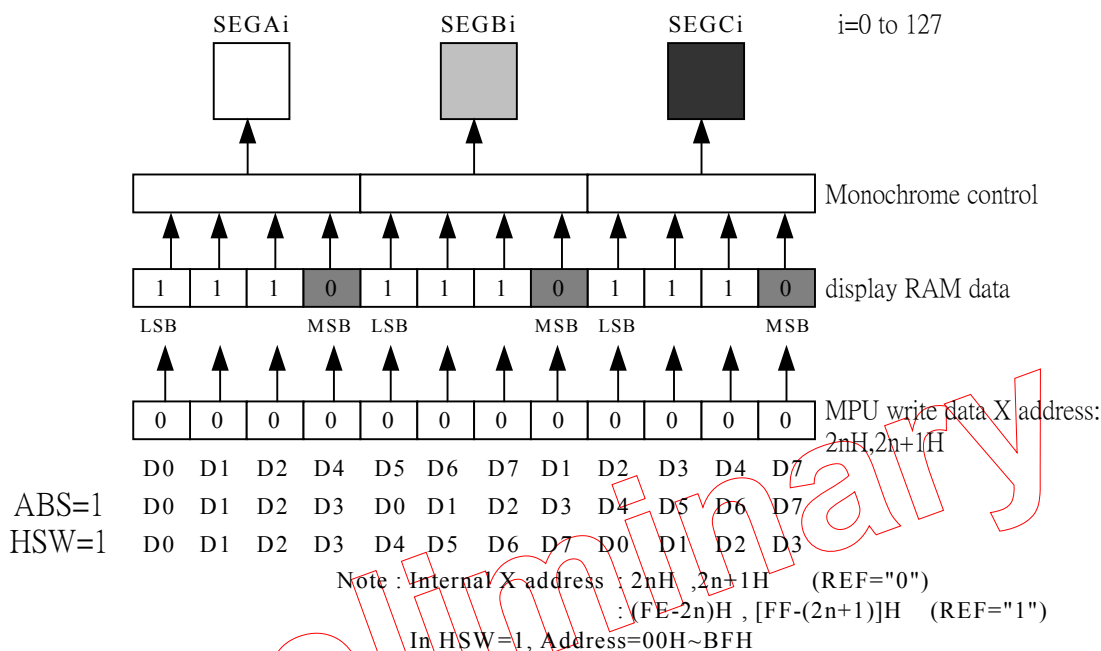 SEGAi SEGBi SEGCi i=0 to 127
Monochrome control
1 1 1 0 1 1 1 0 1 1 1 0 display RAM data
LSB MSB LSB MSB LSB MSB
0 0 0 0 0 0 0 0 0 0 0 0 MPU write data X address:
2nH,2n+1H
D0 D1 D2 D4 D5 D6 D7 D1 D2 D3 D4 D7
ABS=1 D0 D1 D2 D3 D0 D1 D2 D3 D4 D5 D6 D7
HSW=1 D0 D1 D2 D3 D4 D5 D6 D7 D0 D1 D2 D3
Note : Internal X address : 2nH ,2n+1H (REF="0")
: (FE-2n)H , [FF-(2n+1)]H (REF="1")
In HSW=1, Address=00H~BFH
eliminary